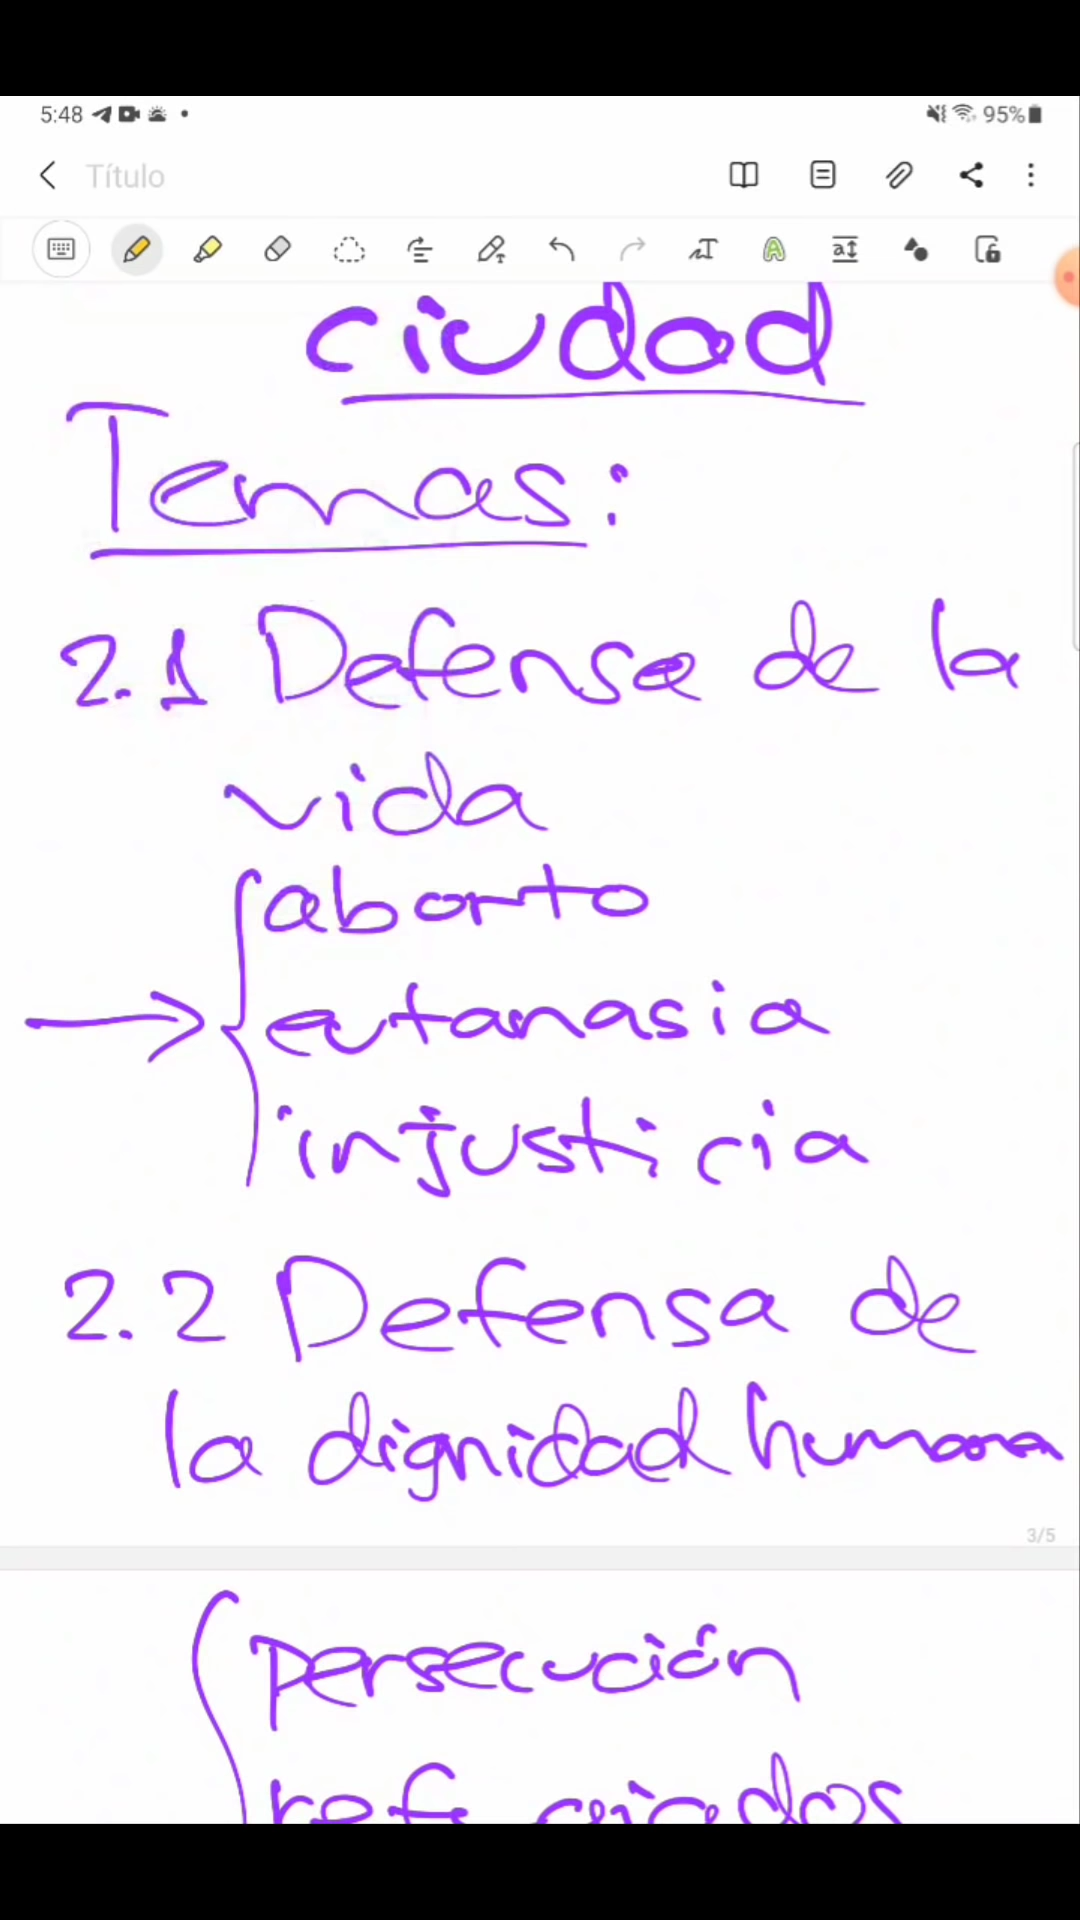 5:48
95%
Título
ciudad
Temas:
2.1 Defensa de la
vida
aborto
eutanasia
injusticia
2.2 Defensa de
la dignidad humana
3/5
persecución
refugiados